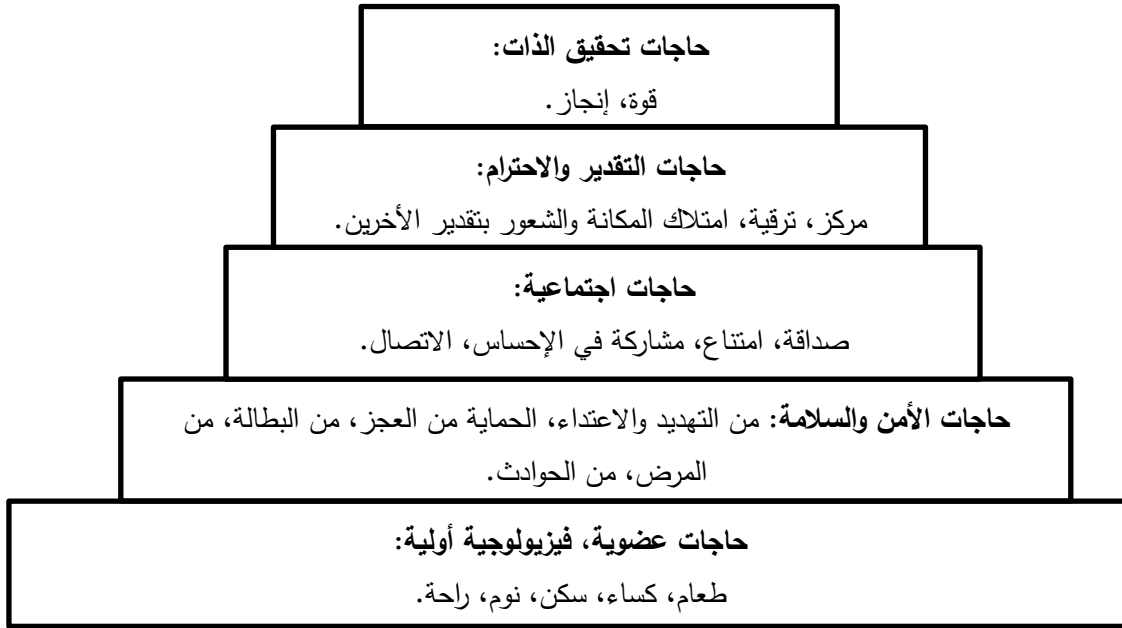 حاجات تحقيق الذات:
قوة، إنجاز.
حاجات التقدير والاحترام:
مركز، ترقية، امتلاك المكانة والشعور بتقدير الأخرين.
حاجات اجتماعية:
صداقة، امتناع، مشاركة في الإحساس، الاتصال.
حاجات الأمن والسلامة: من التهديد والاعتداء، الحماية من العجز، من البطالة، من
المرض، من الحوادث.
حاجات عضوية، فيزيولوجية أولية:
طعام، كساء، سكن، نوم، راحة.